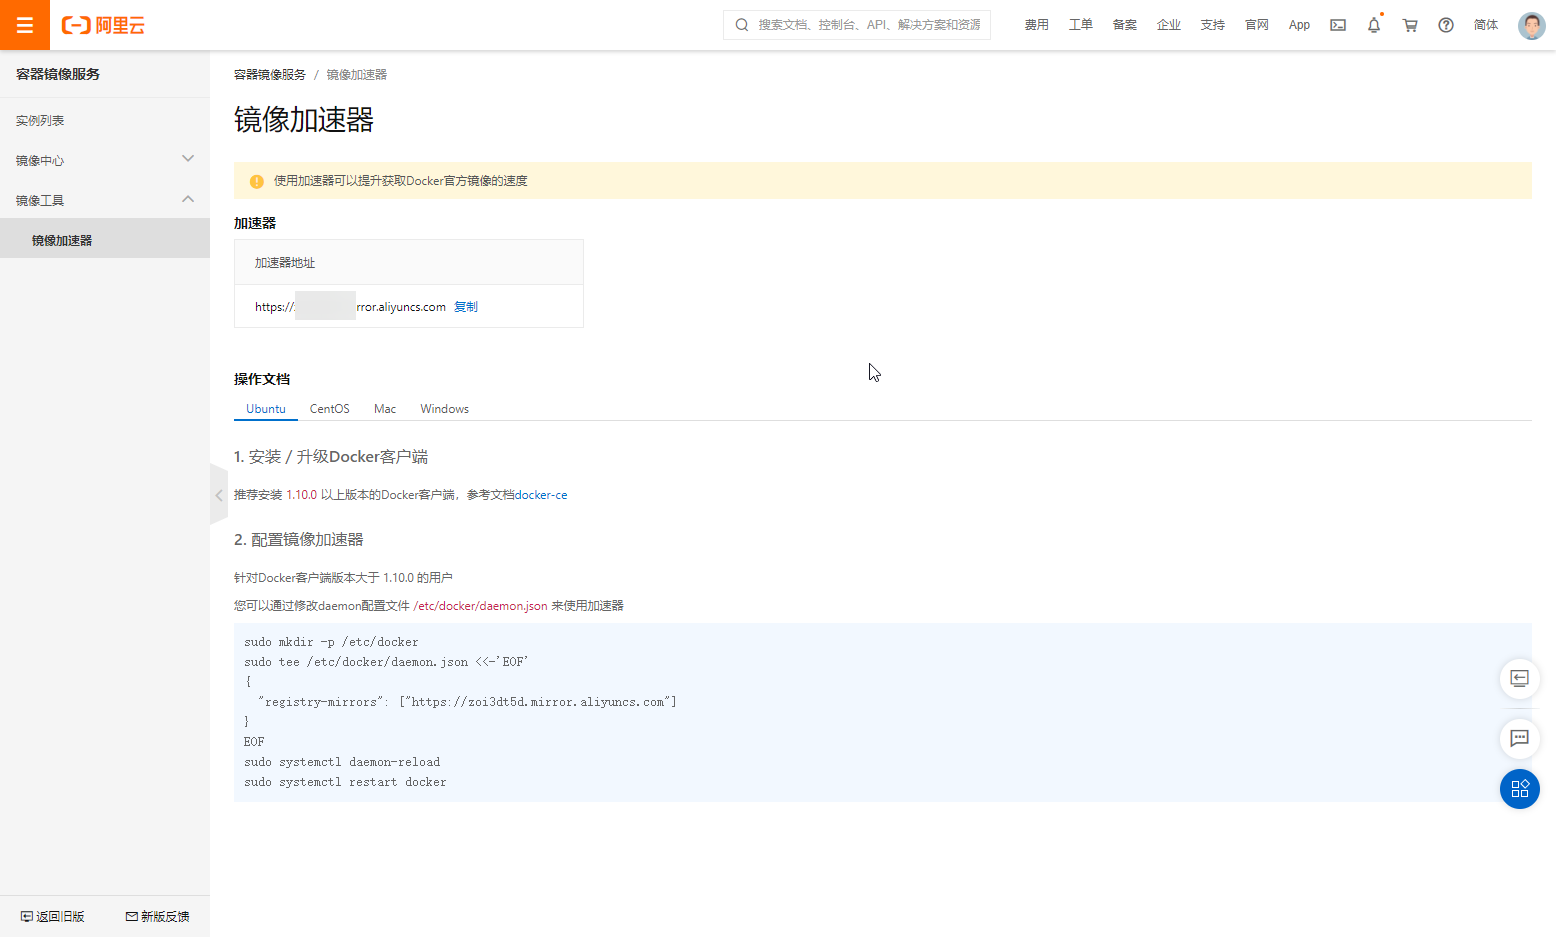 阿里云
搜索文档、控制台、API、解决方案和资源
费用
工单
备案
企业
支持
官网
App
简体
容器镜像服务
实例列表
镜像中心
镜像工具
镜像加速器
返回旧版
新版反馈
容器镜像服务 / 镜像加速器
镜像加速器
使用加速器可以提升获取Docker官方镜像的速度
加速器
加速器地址
https:// rror.aliyuncs.com 复制
操作文档
Ubuntu CentOS Mac Windows
1. 安装 / 升级Docker客户端
推荐安装 1.10.0 以上版本的Docker客户端，参考文档docker-ce
2. 配置镜像加速器
针对Docker客户端版本大于 1.10.0 的用户
您可以通过修改daemon配置文件 /etc/docker/daemon.json 来使用加速器
sudo mkdir -p /etc/docker
sudo tee /etc/docker/daemon.json <<-'EOF'
{
"registry-mirrors": ["https://zoi3dt5d.mirror.aliyuncs.com"]
}
EOF
sudo systemctl daemon-reload
sudo systemctl restart docker